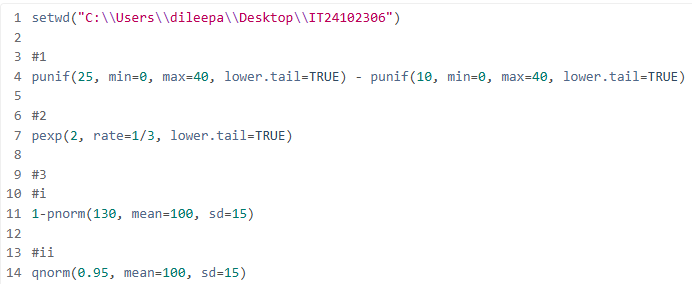 1 setwd("C:\\Users\\dileepa\\Desktop\\IT24102306")
2
3 #1
4 punif(25, min=0, max=40, lower.tail=TRUE) - punif(10, min=0, max=40, lower.tail=TRUE)
5
6 #2
7 pexp(2, rate=1/3, lower.tail=TRUE)
8
9 #3
10 #i
11 1-pnorm(130, mean=100, sd=15)
12
13 #ii
14 qnorm(0.95, mean=100, sd=15)